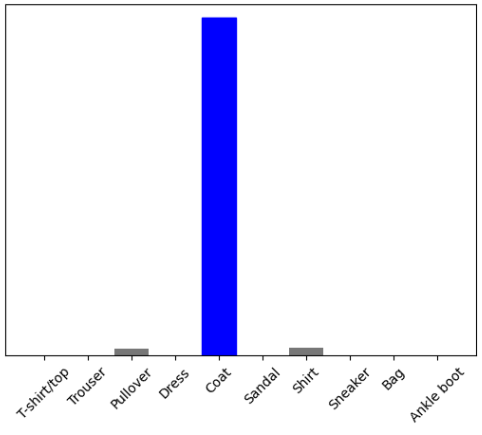 T-shirt/top
Trouser
Pullover
Dress
Coat
Sandal
Shirt
Sneaker
Bag
Ankle boot